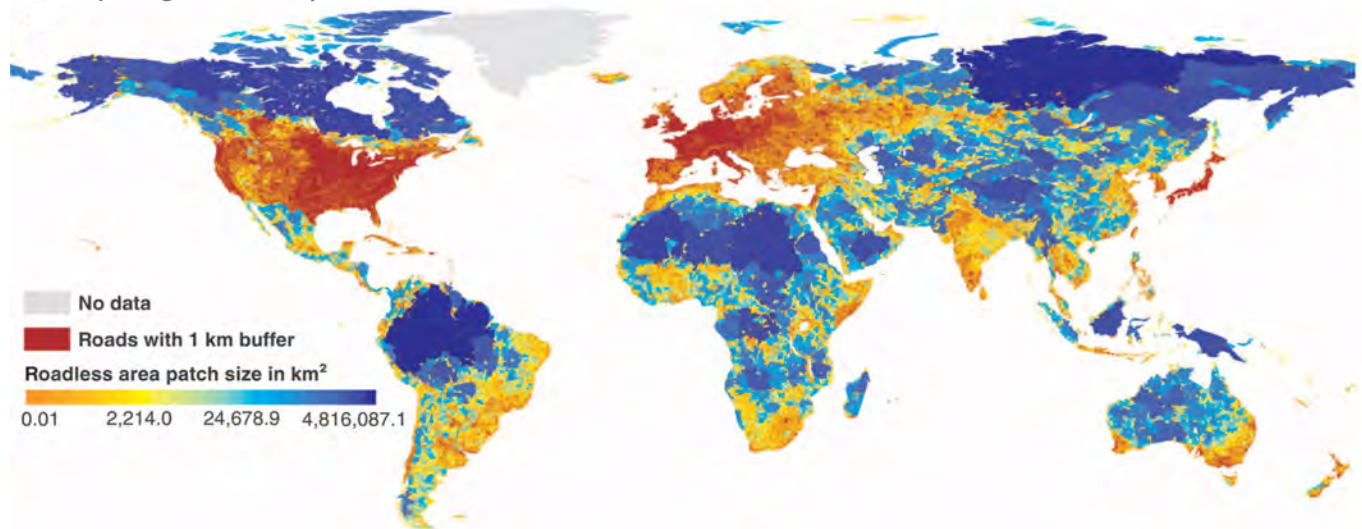 No data
Roads with 1 km buffer
Roadless area patch size in km²
0.01 2,214.0 24,678.9 4,816,087.1